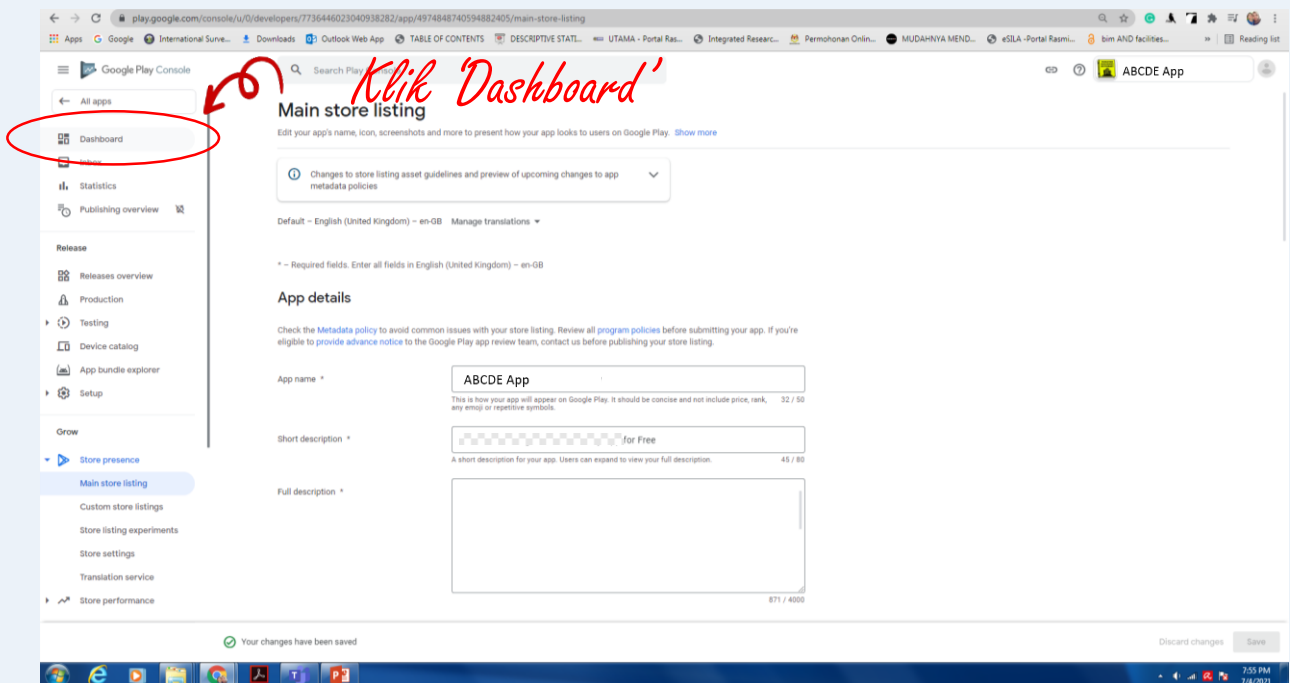 play.google.com/console/u/0/developers/7736446023040938282/app/4974848740594882405/main-store-listing
Apps Google International Surve... Downloads Outlook Web App TABLE OF CONTENTS DESCRIPTIVE STATI... UTAMA - Portal Ras... Integrated Researc... Permohonan Onlin... MUDAHNYA MEND... eSILA -Portal Rasmi... bim AND facilities... » Reading list
Google Play Console
Search Play Console
ABCDE App
Klik 'Dashboard'
All apps
Dashboard
Inbox
Statistics
Publishing overview
Release
Releases overview
Production
Testing
Device catalog
App bundle explorer
Setup
Grow
Store presence
Main store listing
Custom store listings
Store listing experiments
Store settings
Translation service
Store performance
Main store listing
Edit your app's name, icon, screenshots and more to present how your app looks to users on Google Play. Show more
Changes to store listing asset guidelines and preview of upcoming changes to app
metadata policies
Default – English (United Kingdom) – en-GB Manage translations
* – Required fields. Enter all fields in English (United Kingdom) – en-GB
App details
Check the Metadata policy to avoid common issues with your store listing. Review all program policies before submitting your app. If you're
eligible to provide advance notice to the Google Play app review team, contact us before publishing your store listing.
App name *
ABCDE App
This is how your app will appear on Google Play. It should be concise and not include price, rank, 32 / 50
any emoji or repetitive symbols.
Short description *
for Free
A short description for your app. Users can expand to view your full description. 45 / 80
Full description *
871 / 4000
Your changes have been saved
Discard changes Save
7:55 PM
7/4/2021